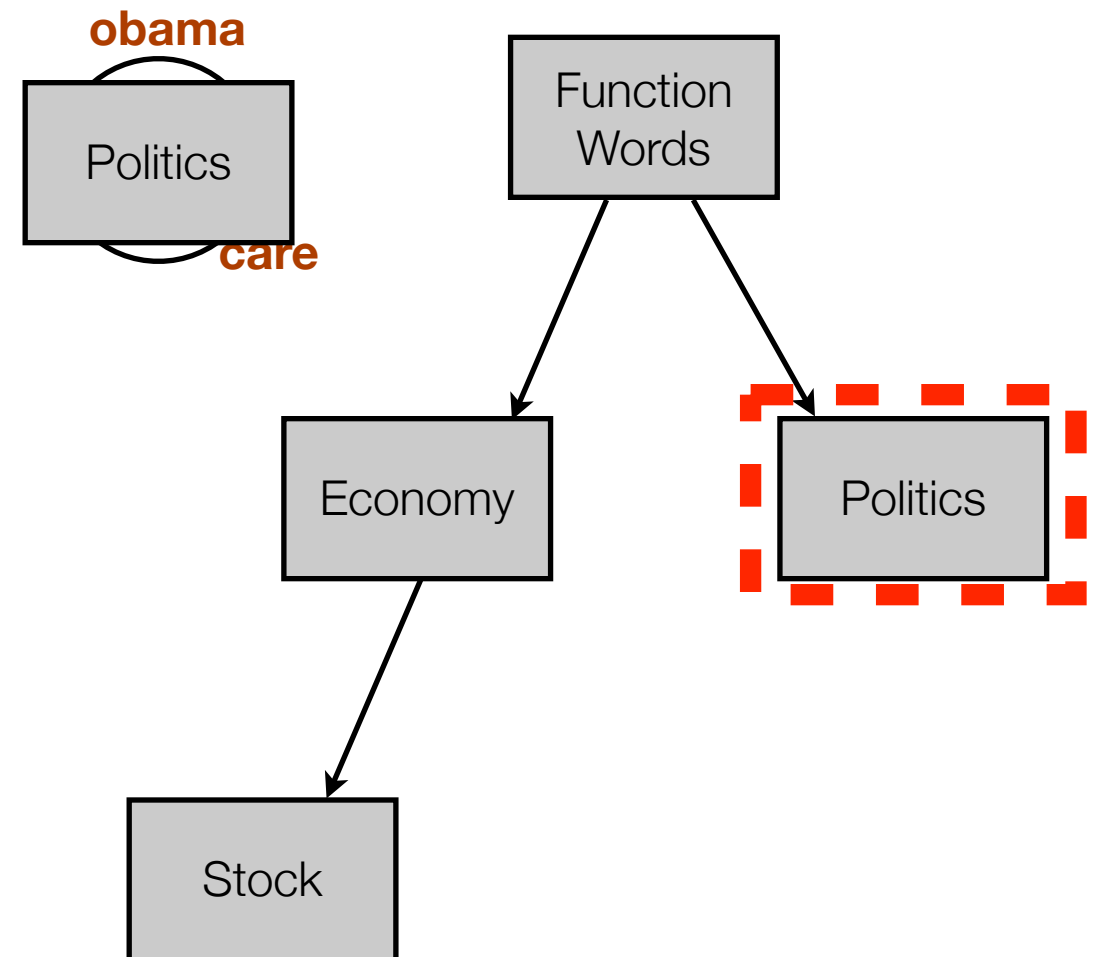 obama
Politics
care
Function
Words
Economy
Politics
Stock